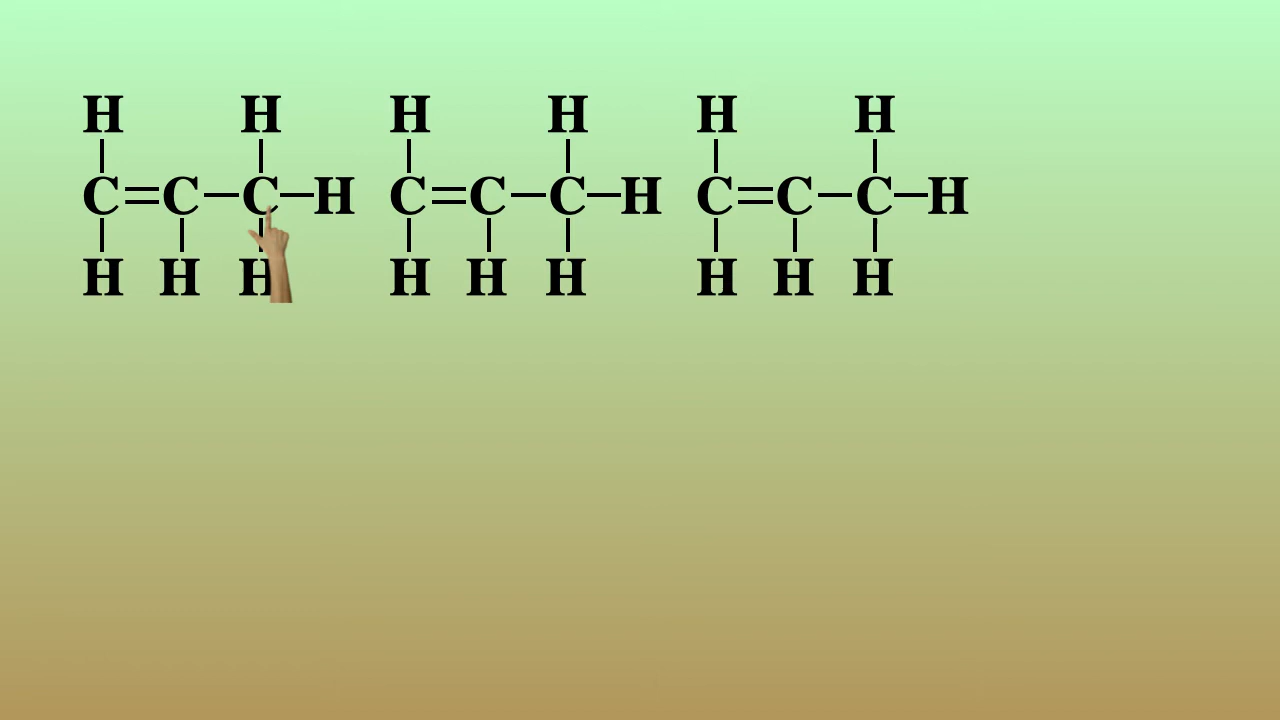 H H H H H H
C=C—C—H C=C—C—H C=C—C—H
H H H H H H H H H